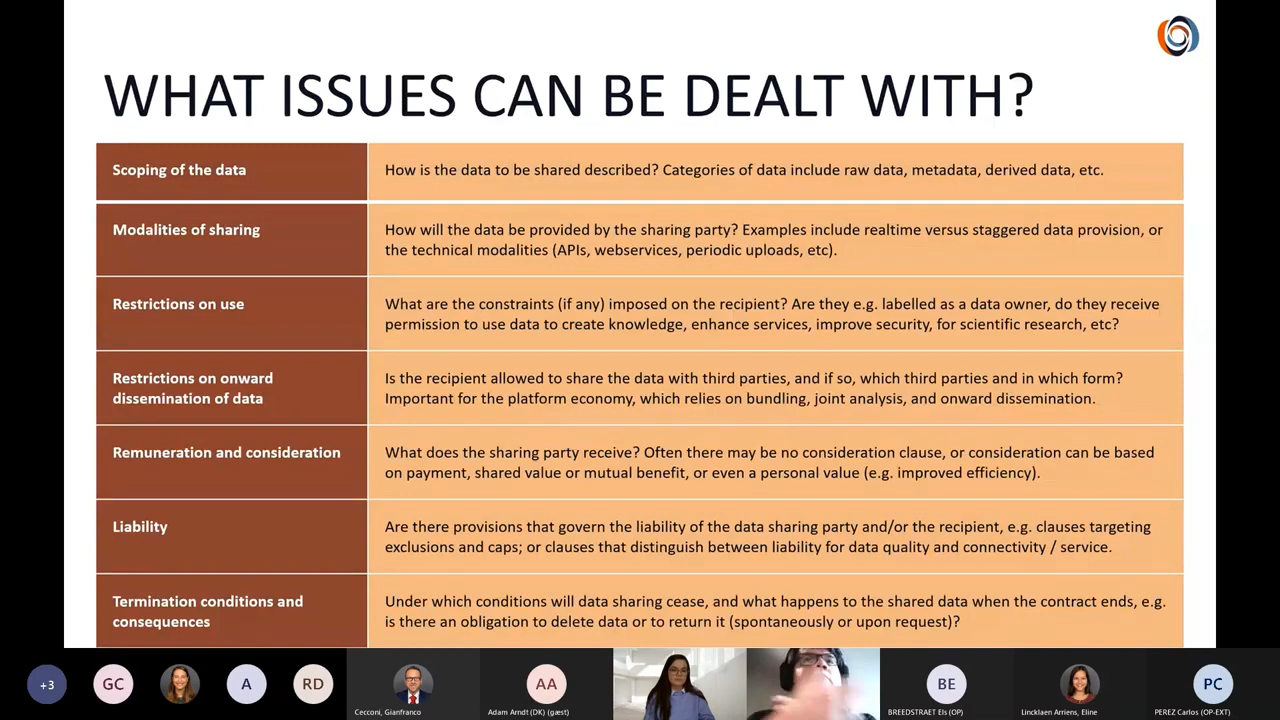 WHAT ISSUES CAN BE DEALT WITH?
Scoping of the data
How is the data to be shared described? Categories of data include raw data, metadata, derived data, etc.
Modalities of sharing
How will the data be provided by the sharing party? Examples include realtime versus staggered data provision, or
the technical modalities (APIs, webservices, periodic uploads, etc).
Restrictions on use
What are the constraints (if any) imposed on the recipient? Are they e.g. labelled as a data owner, do they receive
permission to use data to create knowledge, enhance services, improve security, for scientific research, etc?
Restrictions on onward
dissemination of data
Is the recipient allowed to share the data with third parties, and if so, which third parties and in which form?
Important for the platform economy, which relies on bundling, joint analysis, and onward dissemination.
Remuneration and consideration
What does the sharing party receive? Often there may be no consideration clause, or consideration can be based
on payment, shared value or mutual benefit, or even a personal value (e.g. improved efficiency).
Liability
Are there provisions that govern the liability of the data sharing party and/or the recipient, e.g. clauses targeting
exclusions and caps; or clauses that distinguish between liability for data quality and connectivity / service.
Termination conditions and
consequences
Under which conditions will data sharing cease, and what happens to the shared data when the contract ends, e.g.
is there an obligation to delete data or to return it (spontaneously or upon request)?
+3
GC
A
RD
Cecconi, Gianfranco
AA
Adam Arndt (DK) (gæst)
BE
BREEDSTRAET Els (OP)
Lincklaen Arriens, Eline
PC
PEREZ Carlos (OP-EXT)